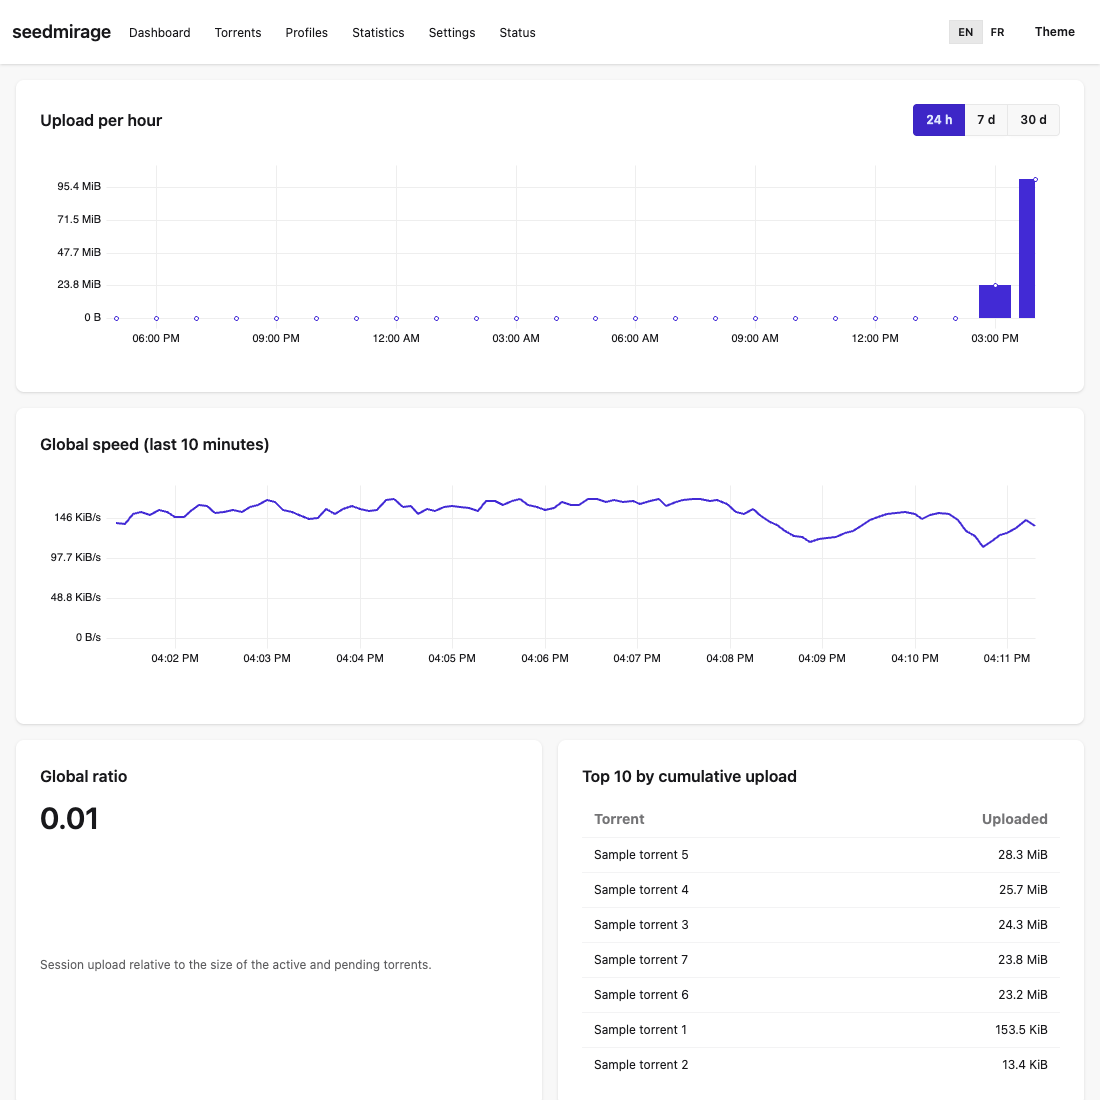 seedmirage Dashboard Torrents Profiles Statistics Settings Status EN FR Theme
Upload per hour 24 h 7 d 30 d
95.4 MiB
71.5 MiB
47.7 MiB
23.8 MiB
0 B
06:00 PM 09:00 PM 12:00 AM 03:00 AM 06:00 AM 09:00 AM 12:00 PM 03:00 PM
Global speed (last 10 minutes)
146 KiB/s
97.7 KiB/s
48.8 KiB/s
0 B/s
04:02 PM 04:03 PM 04:04 PM 04:05 PM 04:06 PM 04:07 PM 04:08 PM 04:09 PM 04:10 PM 04:11 PM
Global ratio
0.01
Session upload relative to the size of the active and pending torrents.
Top 10 by cumulative upload
Torrent Uploaded
Sample torrent 5 28.3 MiB
Sample torrent 4 25.7 MiB
Sample torrent 3 24.3 MiB
Sample torrent 7 23.8 MiB
Sample torrent 6 23.2 MiB
Sample torrent 1 153.5 KiB
Sample torrent 2 13.4 KiB